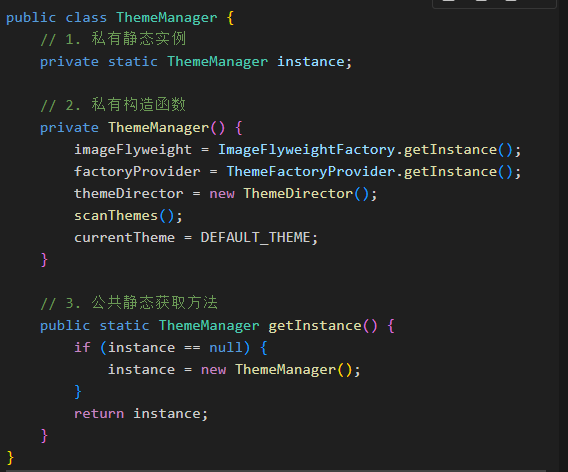 public class ThemeManager {
    // 1. 私有静态实例
    private static ThemeManager instance;

    // 2. 私有构造函数
    private ThemeManager() {
        imageFlyweight = ImageFlyweightFactory.getInstance();
        factoryProvider = ThemeFactoryProvider.getInstance();
        themeDirector = new ThemeDirector();
        scanThemes();
        currentTheme = DEFAULT_THEME;
    }

    // 3. 公共静态获取方法
    public static ThemeManager getInstance() {
        if (instance == null) {
            instance = new ThemeManager();
        }
        return instance;
    }
}